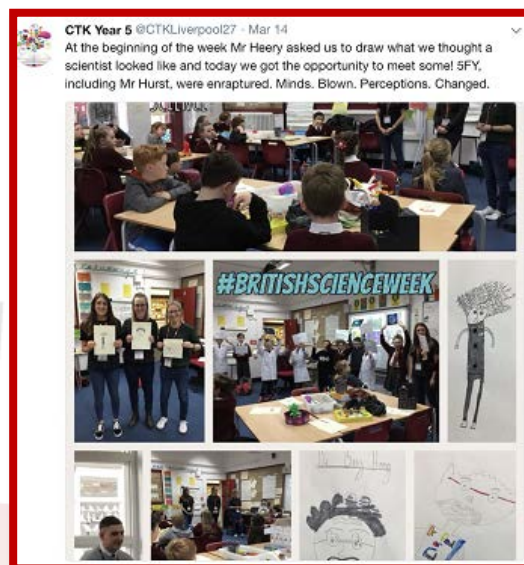 CTK Year 5 @CTKLiverpool27 · Mar 14
At the beginning of the week Mr Heery asked us to draw what we thought a
scientist looked like and today we got the opportunity to meet some! 5FY,
including Mr Hurst, were enraptured. Minds. Blown. Perceptions. Changed.
#BRITISHSCIENCEWEEK